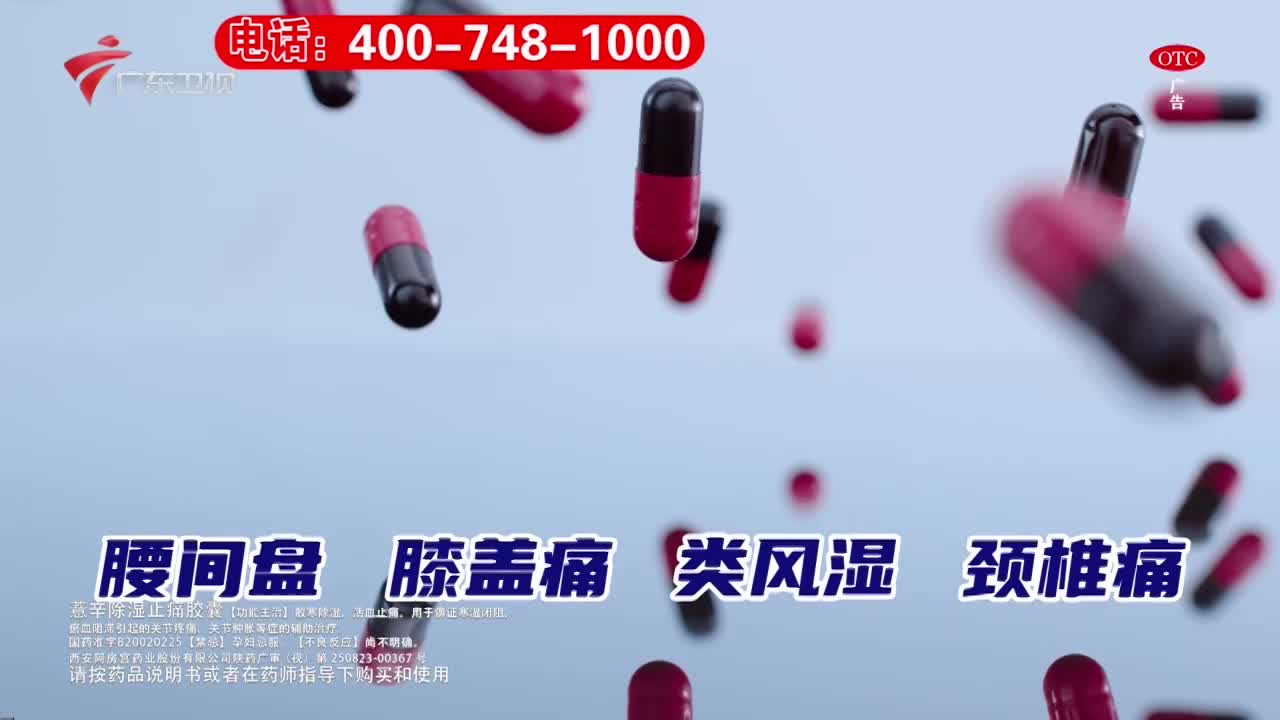 电话：400-748-1000
广东卫视
OTC
广告
腰间盘 膝盖痛 类风湿 颈椎痛
薏辛除湿止痛胶囊【功能主治】散寒除湿，活血止痛。用于痹证寒湿闭阻，
瘀血阻滞引起的关节疼痛、关节肿胀等症的辅助治疗
国药准字B20020225【禁忌】孕妇忌服 【不良反应】尚不明确。
西安阿房宫药业股份有限公司陕药广审（视）第250823-00367号
请按药品说明书或者在药师指导下购买和使用